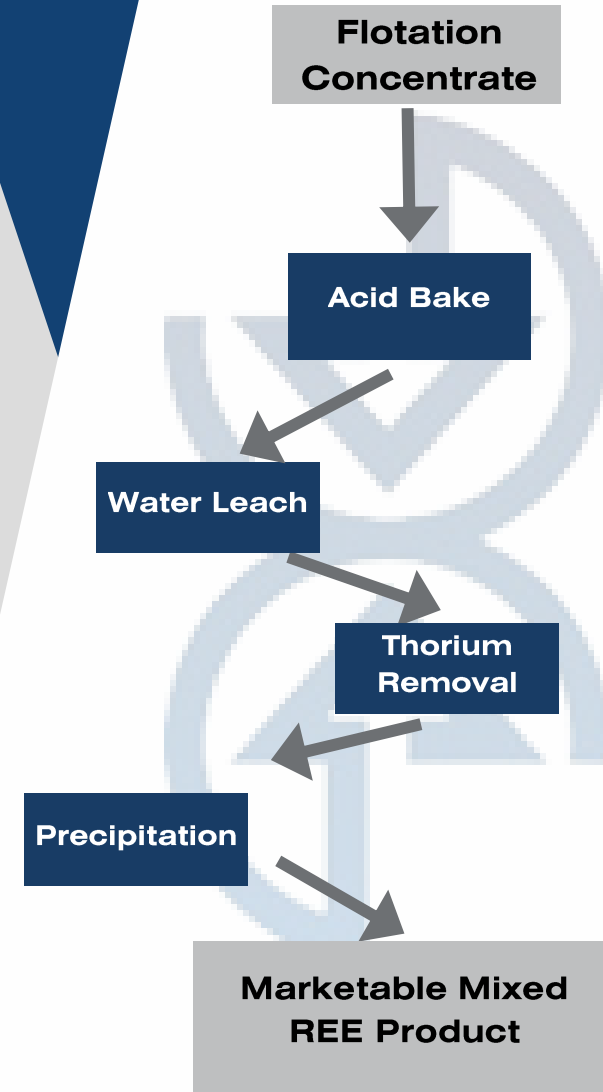 Flotation
Concentrate
Acid Bake
Water Leach
Thorium
Removal
Precipitation
Marketable Mixed
REE Product